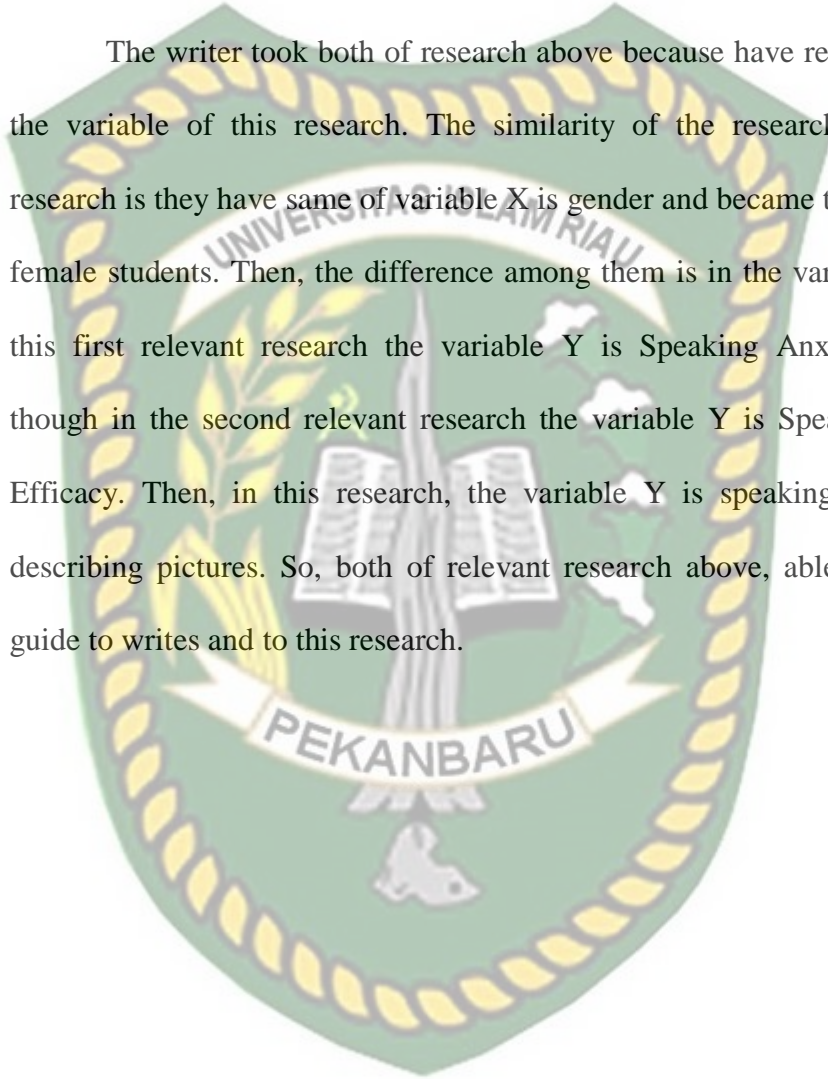 The writer took both of research above because have re
the variable of this research. The similarity of the research
research is they have same of variable X is gender and became t
female students. Then, the difference among them is in the var
this first relevant research the variable Y is Speaking Anx
though in the second relevant research the variable Y is Spea
Efficacy. Then, in this research, the variable Y is speaking
describing pictures. So, both of relevant research above, able
guide to writes and to this research.
UNIVERSITAS ISLAM RIAU
PEKANBARU